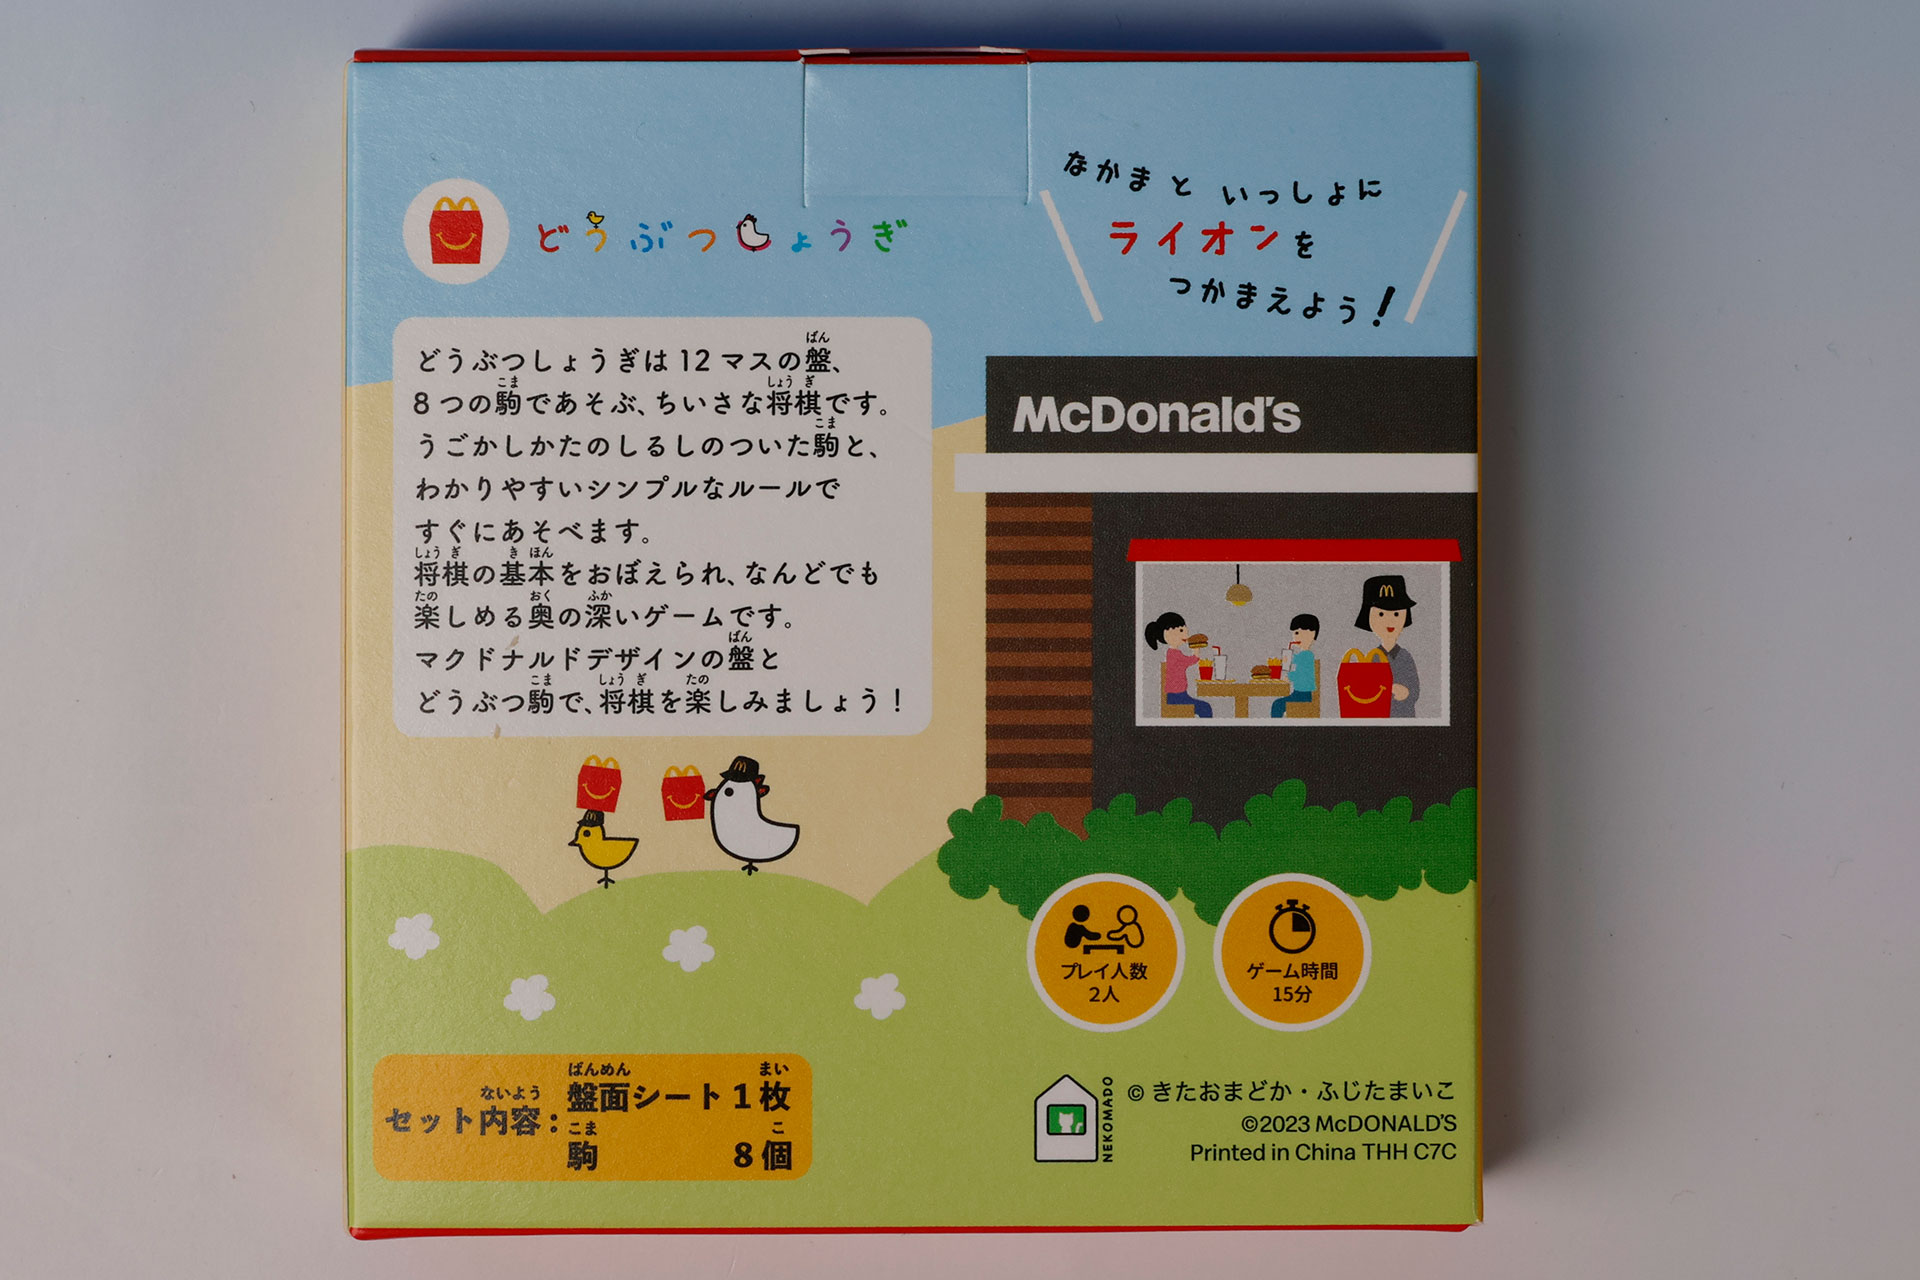 どうぶつしょうぎ
なかまと いっしょに
ライオンを
つかまえよう！
どうぶつしょうぎは 12 マスの盤、
8 つの駒であそぶ、ちいさな将棋です。
うごかしかたのしるしのついた駒と、
わかりやすいシンプルなルールで
すぐにあそべます。
将棋の基本をおぼえられ、なんどでも
楽しめる奥の深いゲームです。
マクドナルドデザインの盤と
どうぶつ駒で、将棋を楽しみましょう！
McDonald's
プレイ人数
2人
ゲーム時間
15分
セット内容：盤面シート 1 枚
駒 8 個
NEKOMADO
© きたおまどか・ふじたまいこ
©2023 McDONALD'S
Printed in China THH C7C